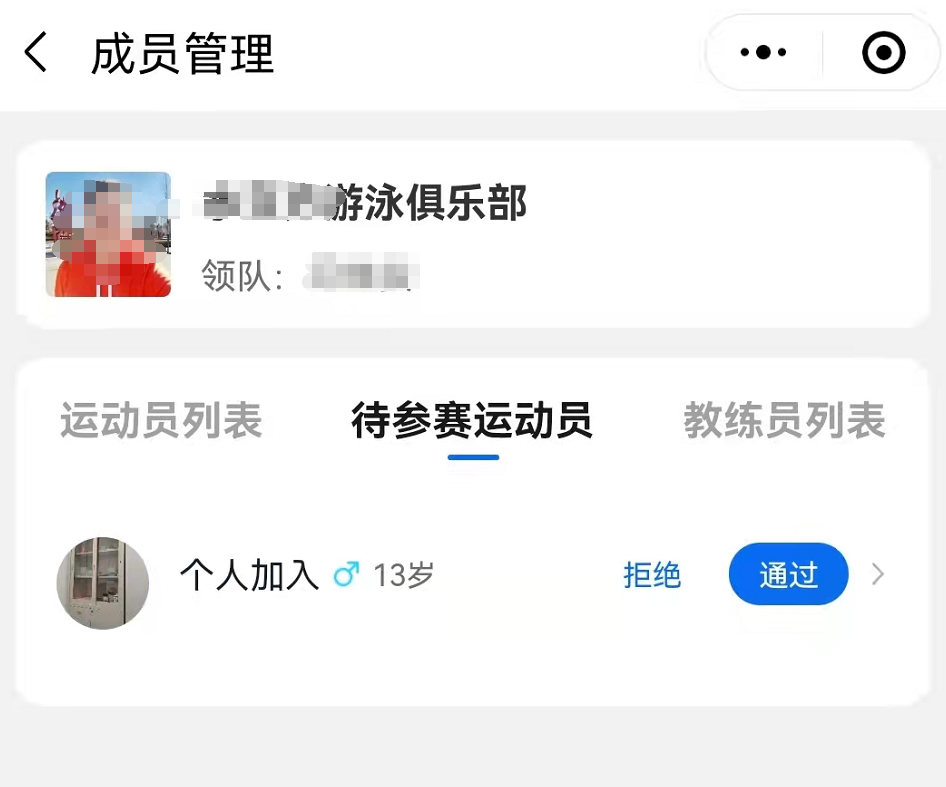 成员管理
游泳俱乐部
领队：
运动员列表 待参赛运动员 教练员列表
个人加入 13岁 拒绝 通过